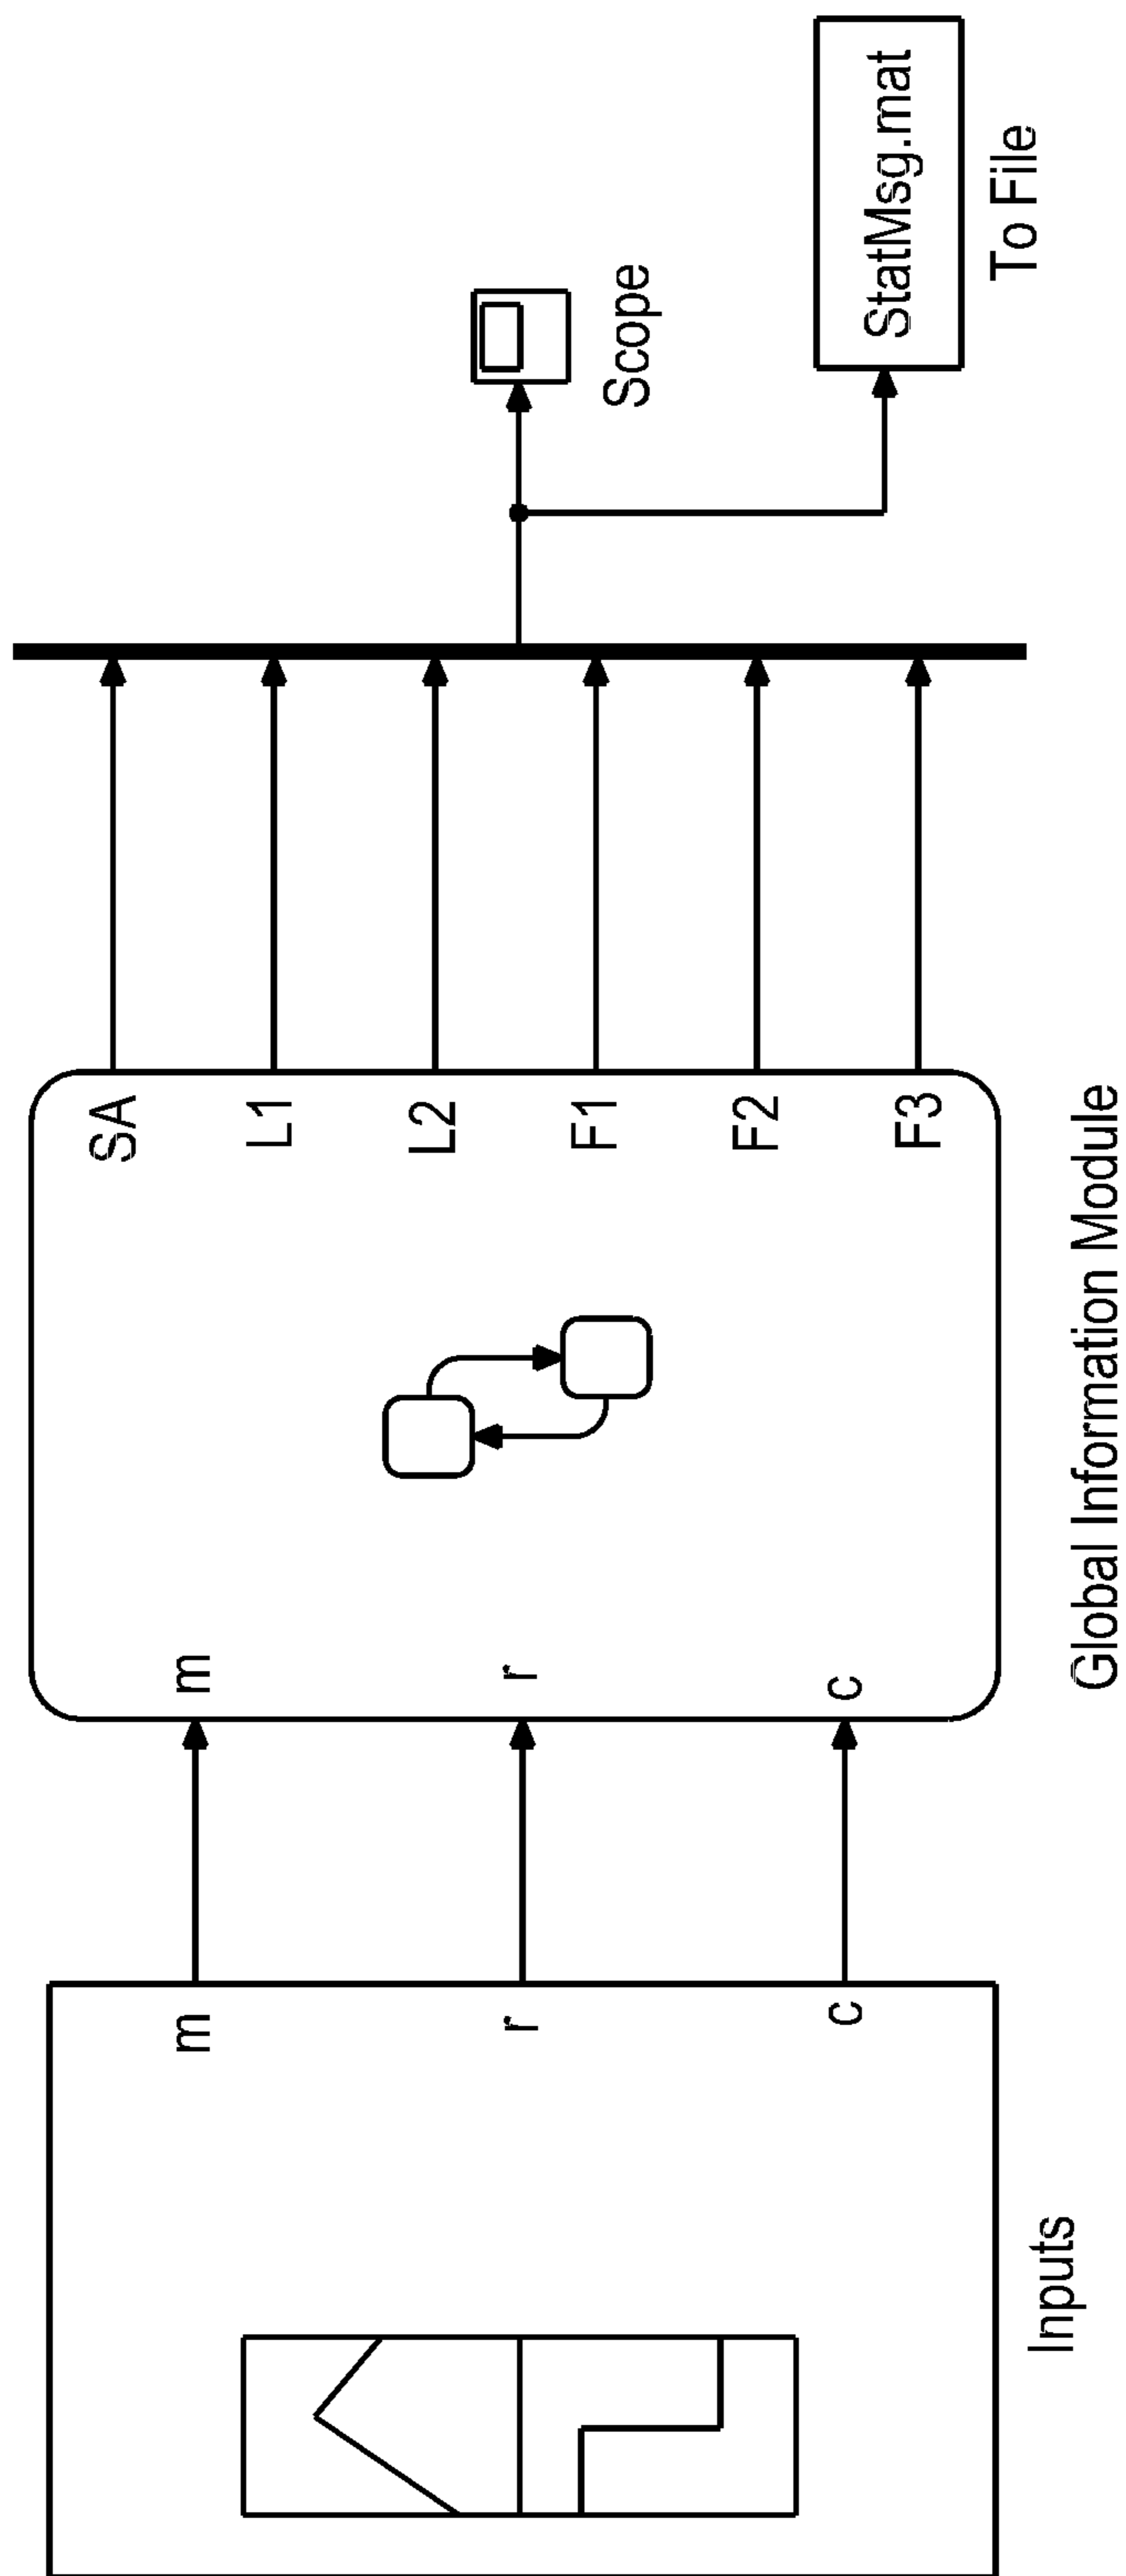 m
r
c
Inputs
m
r
c
SA
L1
L2
F1
F2
F3
Global Information Module
Scope
StatMsg.mat
To File